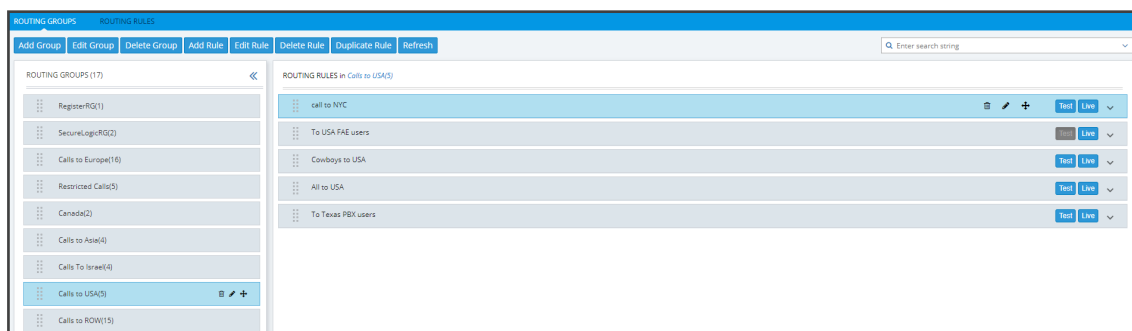 ROUTING GROUPS ROUTING RULES
Add Group Edit Group Delete Group Add Rule Edit Rule Delete Rule Duplicate Rule Refresh Enter search string
ROUTING GROUPS (17)
RegisterRG(1)
SecureLogicRG(2)
Calls to Europe(16)
Restricted Calls(5)
Canada(2)
Calls to Asia(4)
Calls To Israel(4)
Calls to USA(5)
Calls to ROW(15)
ROUTING RULES in Calls to USA(5)
call to NYC Test Live
To USA FAE users Test Live
Cowboys to USA Test Live
All to USA Test Live
To Texas PBX users Test Live